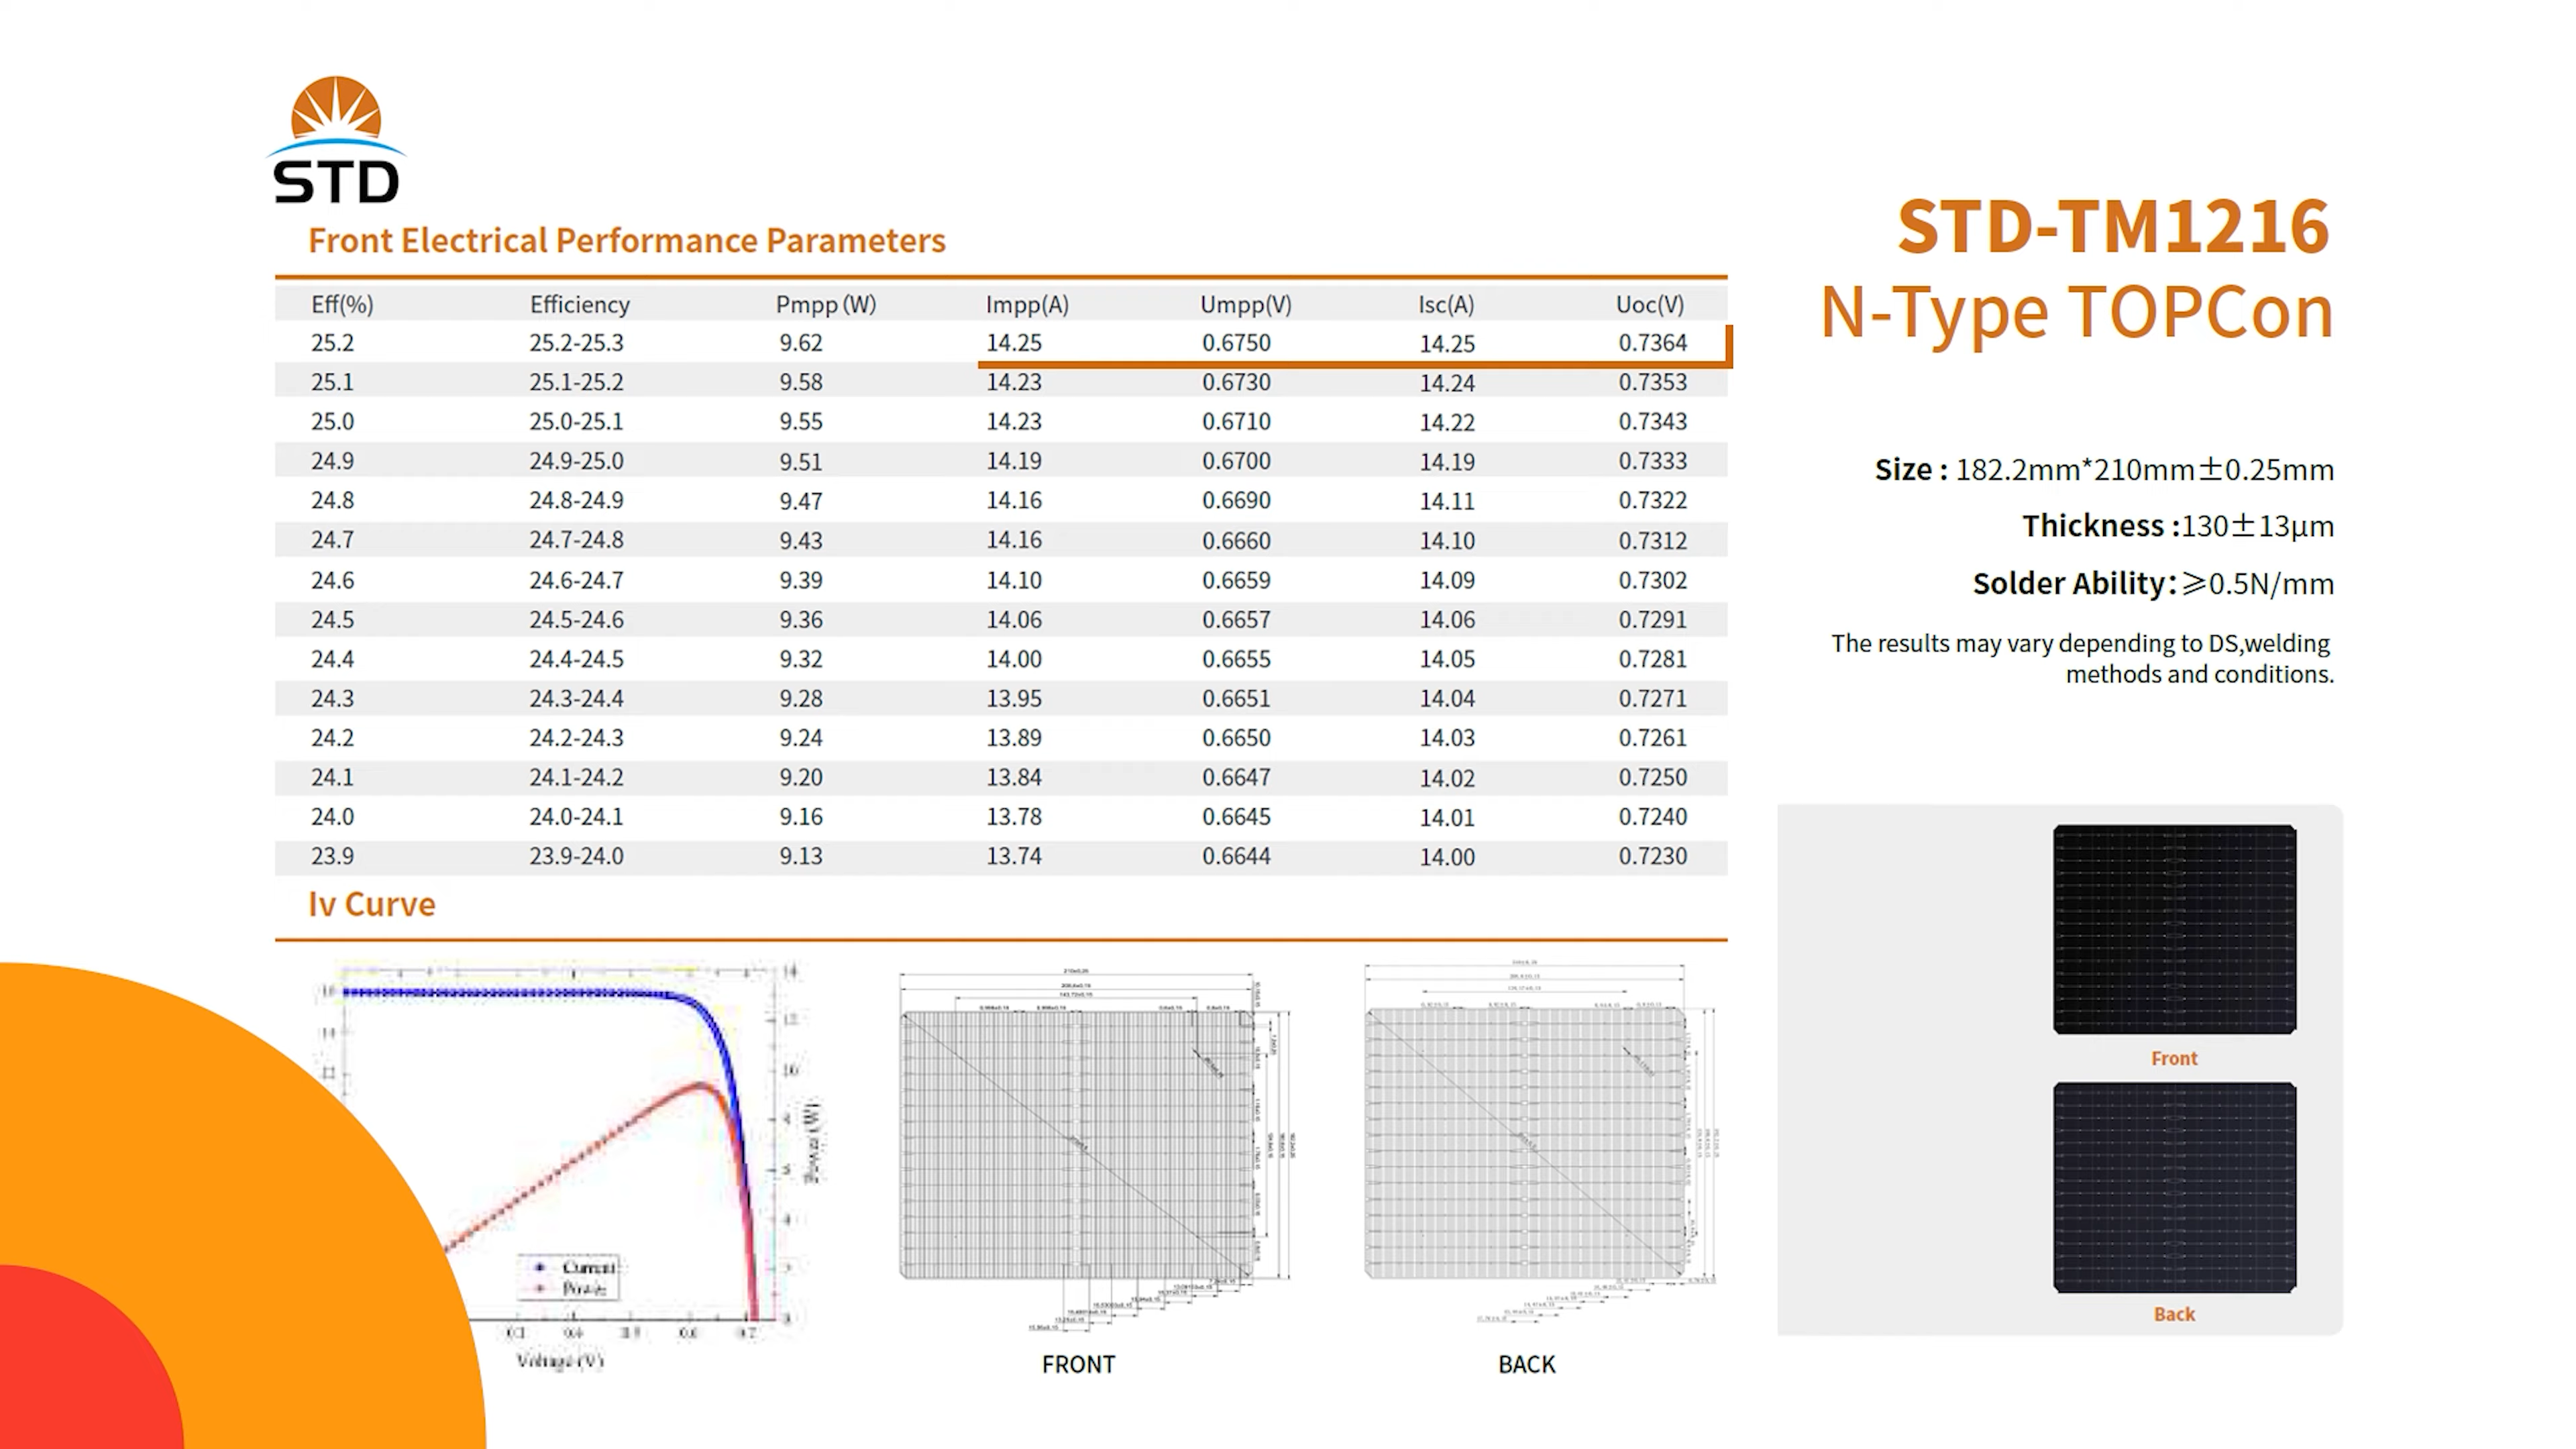 STD
Front Electrical Performance Parameters
Eff(%) Efficiency Pmpp(W) Impp(A) Umpp(V) Isc(A) Uoc(V)
25.2 25.2-25.3 9.62 14.25 0.6750 14.25 0.7364
25.1 25.1-25.2 9.58 14.23 0.6730 14.24 0.7353
25.0 25.0-25.1 9.55 14.23 0.6710 14.22 0.7343
24.9 24.9-25.0 9.51 14.19 0.6700 14.19 0.7333
24.8 24.8-24.9 9.47 14.16 0.6690 14.11 0.7322
24.7 24.7-24.8 9.43 14.16 0.6660 14.10 0.7312
24.6 24.6-24.7 9.39 14.10 0.6659 14.09 0.7302
24.5 24.5-24.6 9.36 14.06 0.6657 14.06 0.7291
24.4 24.4-24.5 9.32 14.00 0.6655 14.05 0.7281
24.3 24.3-24.4 9.28 13.95 0.6651 14.04 0.7271
24.2 24.2-24.3 9.24 13.89 0.6650 14.03 0.7261
24.1 24.1-24.2 9.20 13.84 0.6647 14.02 0.7250
24.0 24.0-24.1 9.16 13.78 0.6645 14.01 0.7240
23.9 23.9-24.0 9.13 13.74 0.6644 14.00 0.7230
Iv Curve
Current
Power
Voltage (V)
FRONT
BACK
STD-TM1216
N-Type TOPCon
Size : 182.2mm*210mm±0.25mm
Thickness :130±13μm
Solder Ability:⩾0.5N/mm
The results may vary depending to DS,welding
methods and conditions.
Front
Back